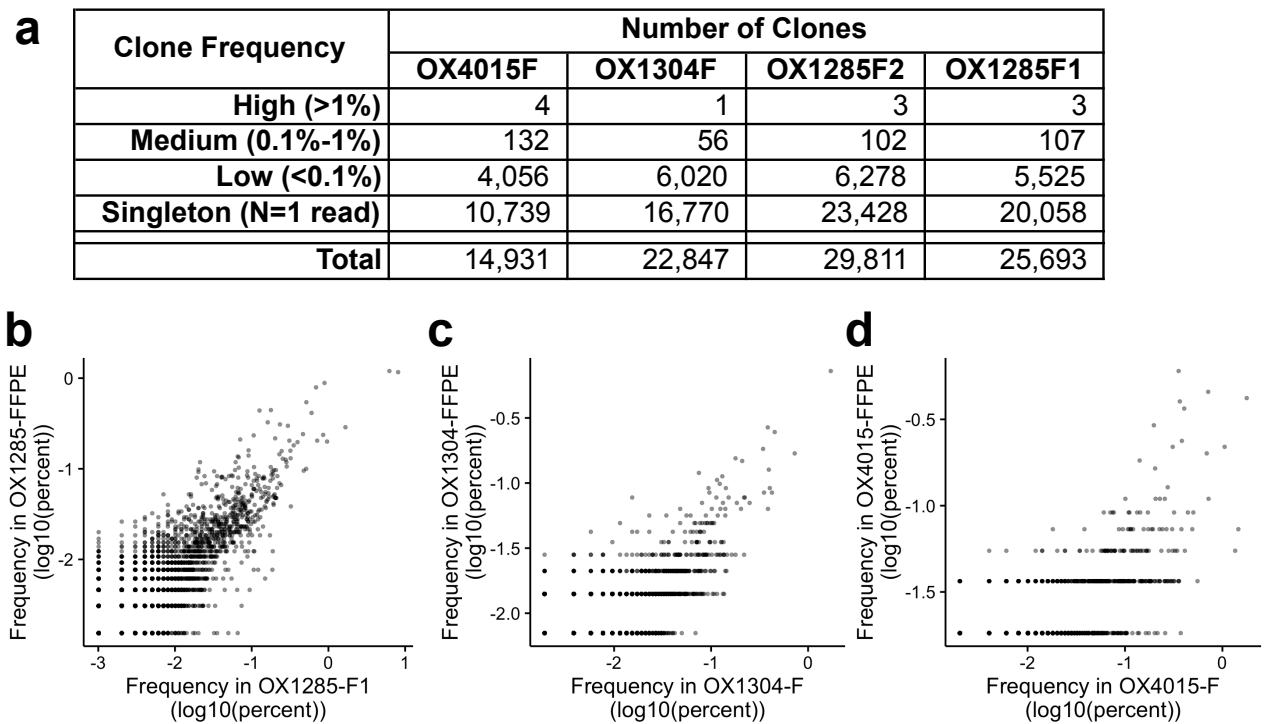 a
Clone Frequency
Number of Clones
OX4015F OX1304F OX1285F2 OX1285F1
High (>1%) 4 1 3 3
Medium (0.1%-1%) 132 56 102 107
Low (<0.1%) 4,056 6,020 6,278 5,525
Singleton (N=1 read) 10,739 16,770 23,428 20,058
Total 14,931 22,847 29,811 25,693
b
Frequency in OX1285-FFPE
(log10(percent))
0
-1
-2
-3 -2 -1 0 1
Frequency in OX1285-F1
(log10(percent))
c
Frequency in OX1304-FFPE
(log10(percent))
-0.5
-1.0
-1.5
-2.0
-2 -1 0
Frequency in OX1304-F
(log10(percent))
d
Frequency in OX4015-FFPE
(log10(percent))
-0.5
-1.0
-1.5
-2 -1 0
Frequency in OX4015-F
(log10(percent))